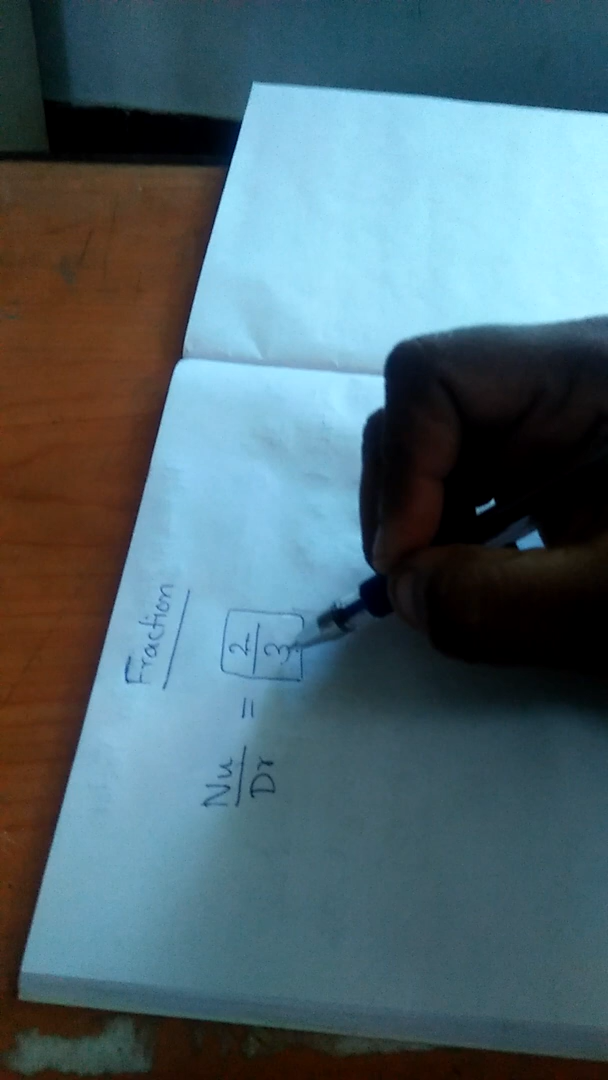 Fraction
Nu/Dr = 2/3